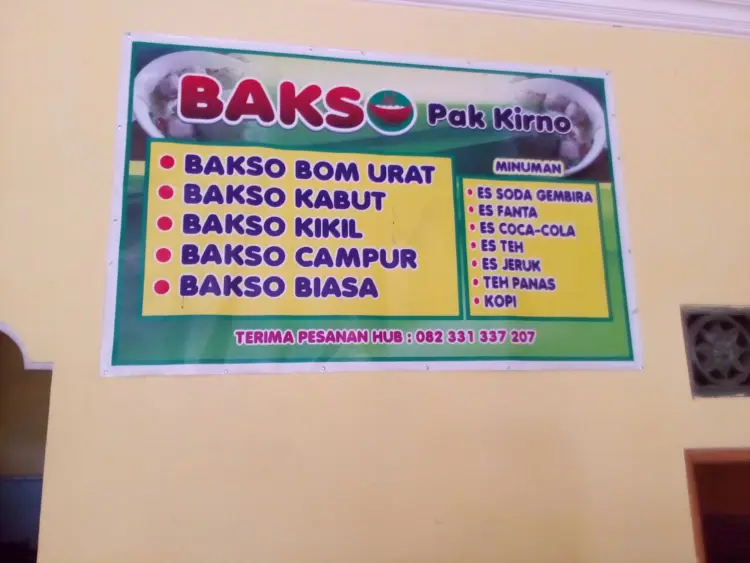 BAKSO Pak Kirno
BAKSO BOM URAT
BAKSO KABUT
BAKSO KIKIL
BAKSO CAMPUR
BAKSO BIASA
MINUMAN
ES SODA GEMBIRA
ES FANTA
ES COCA-COLA
ES TEH
ES JERUK
TEH PANAS
KOPI
TERIMA PESANAN HUB : 082 331 337 207